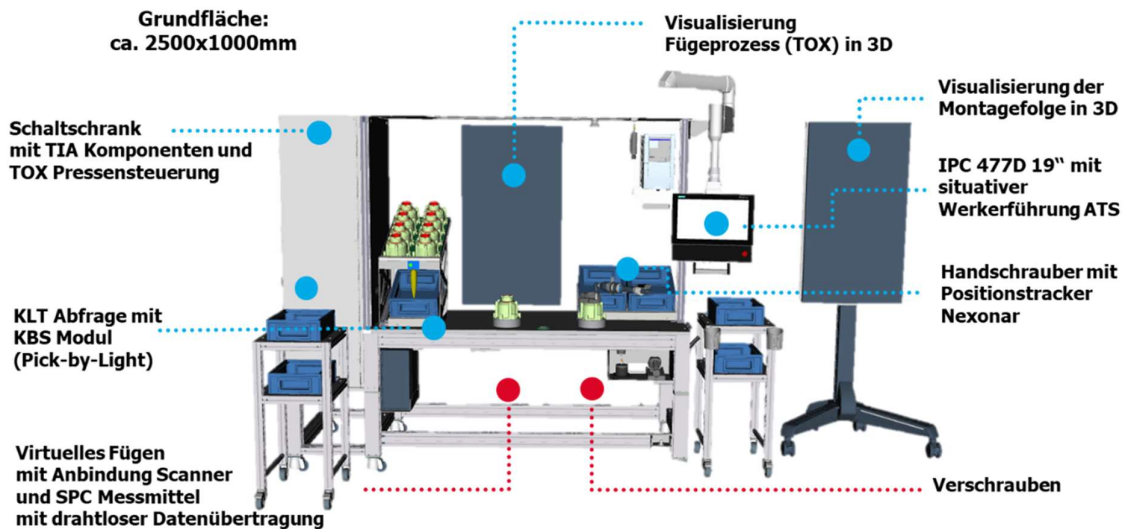 Grundfläche:
ca. 2500x1000mm
Visualisierung
Fügeprozess (TOX) in 3D
Visualisierung der
Montagefolge in 3D
Schaltschrank
mit TIA Komponenten und
TOX Pressensteuerung
IPC 477D 19“ mit
situativer
Werkerführung ATS
Handschrauber mit
Positionstracker
Nexonar
KLT Abfrage mit
KBS Modul
(Pick-by-Light)
Virtuelles Fügen
mit Anbindung Scanner
und SPC Messmittel
mit drahtloser Datenübertragung
Verschrauben